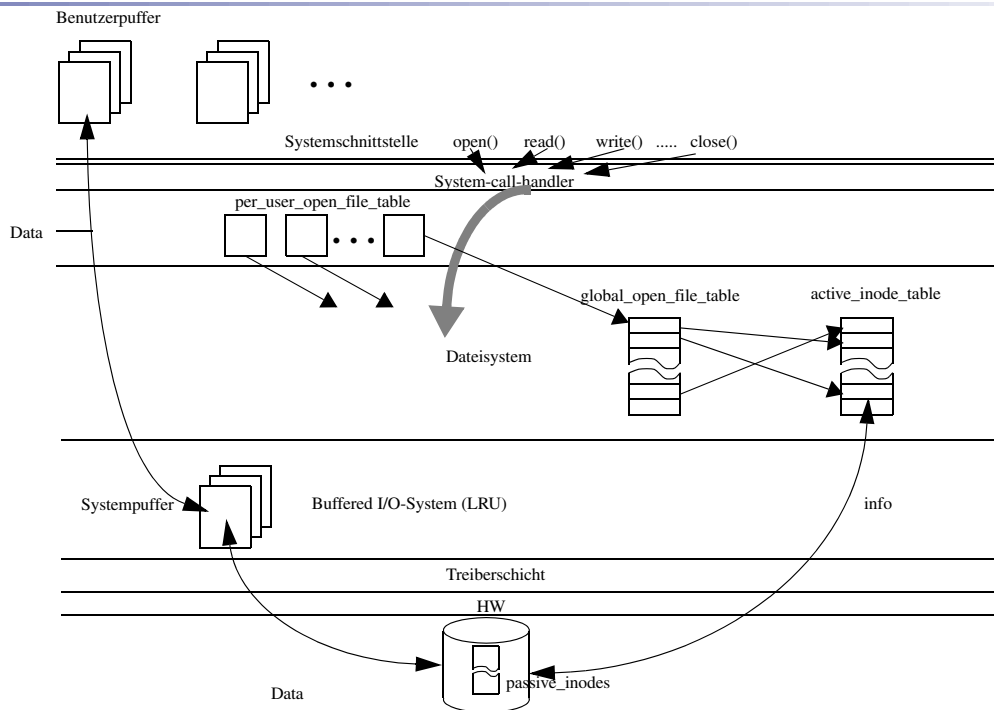 Benutzerpuffer
Systemschnittstelle open() read() write() ..... close()
System-call-handler
per_user_open_file_table
Data
global_open_file_table
active_inode_table
Dateisystem
Systempuffer
Buffered I/O-System (LRU)
info
Treiberschicht
HW
passive_inodes
Data